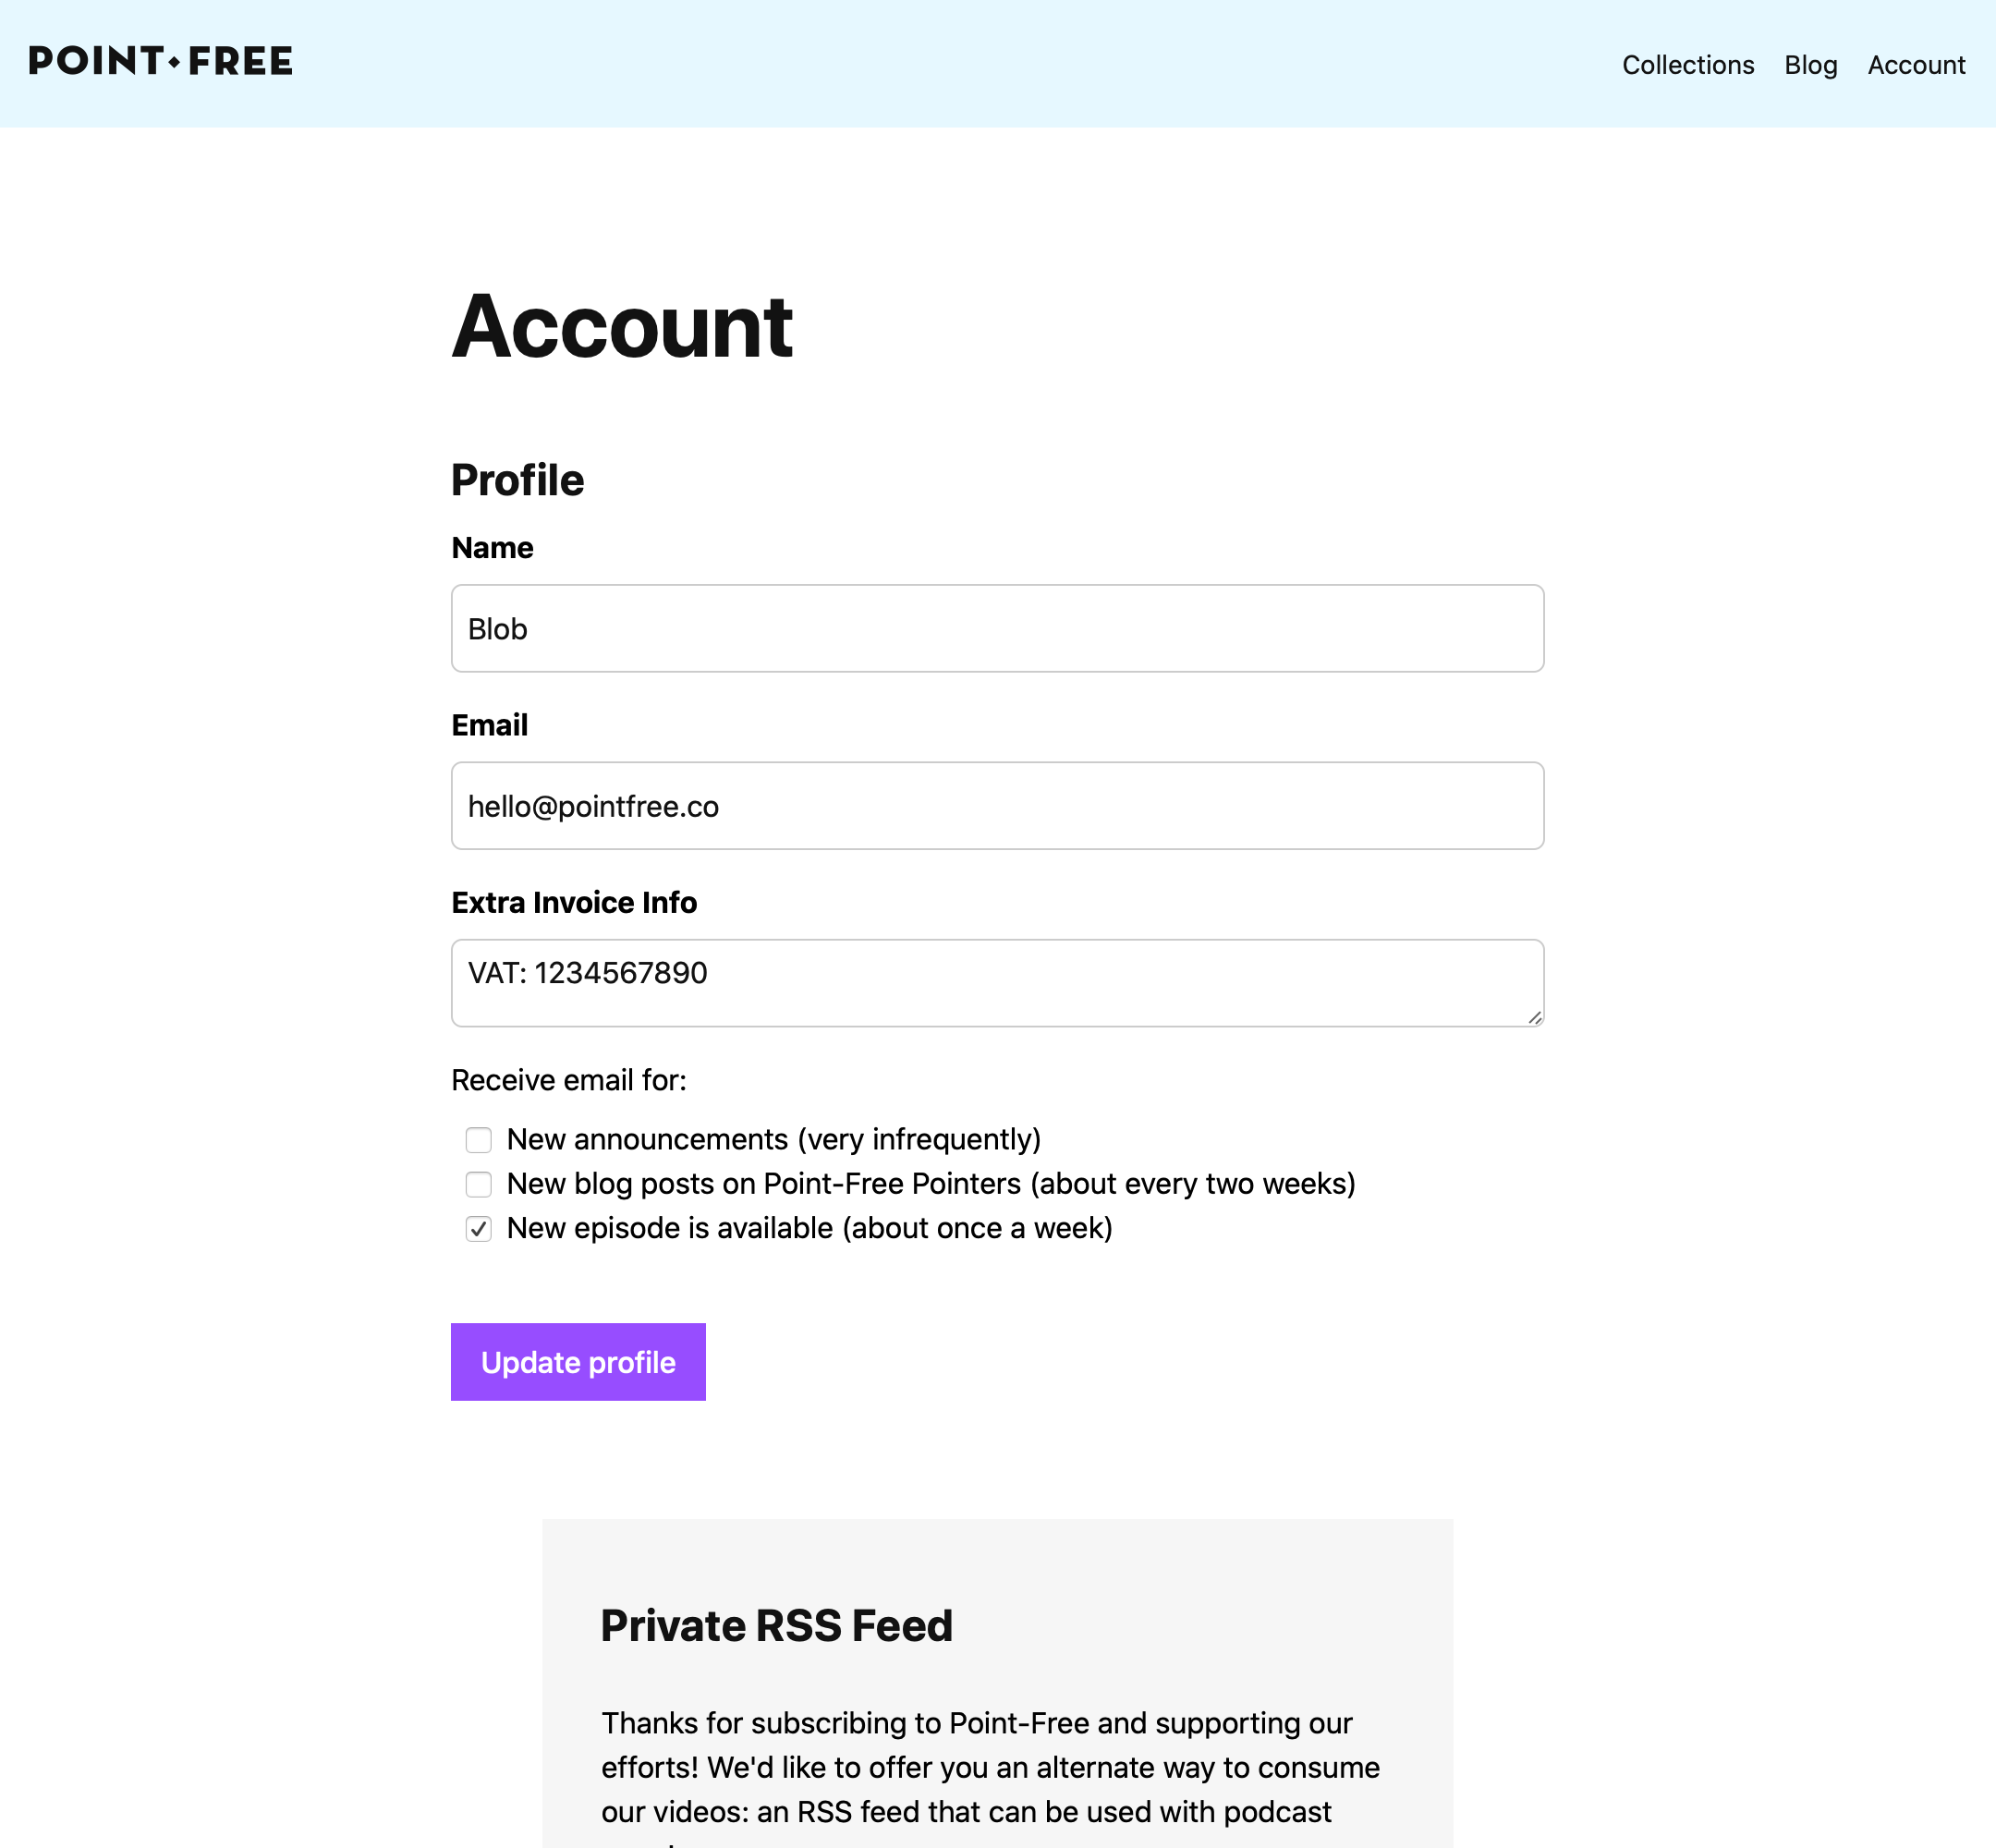 POINT⬥FREE
Collections Blog Account
Account
Profile
Name
Blob
Email
hello@pointfree.co
Extra Invoice Info
VAT: 1234567890
Receive email for:
New announcements (very infrequently)
New blog posts on Point-Free Pointers (about every two weeks)
New episode is available (about once a week)
Update profile
Private RSS Feed
Thanks for subscribing to Point-Free and supporting our
efforts! We'd like to offer you an alternate way to consume
our videos: an RSS feed that can be used with podcast